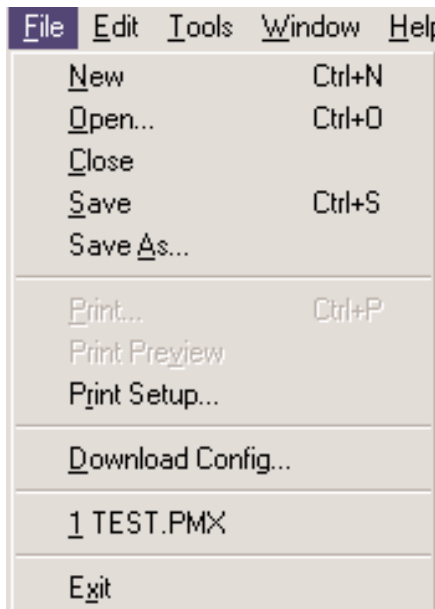 File Edit Tools Window Help
New Ctrl+N
Open... Ctrl+O
Close
Save Ctrl+S
Save As...
Print... Ctrl+P
Print Preview
Print Setup...
Download Config...
1 TEST.PMX
Exit